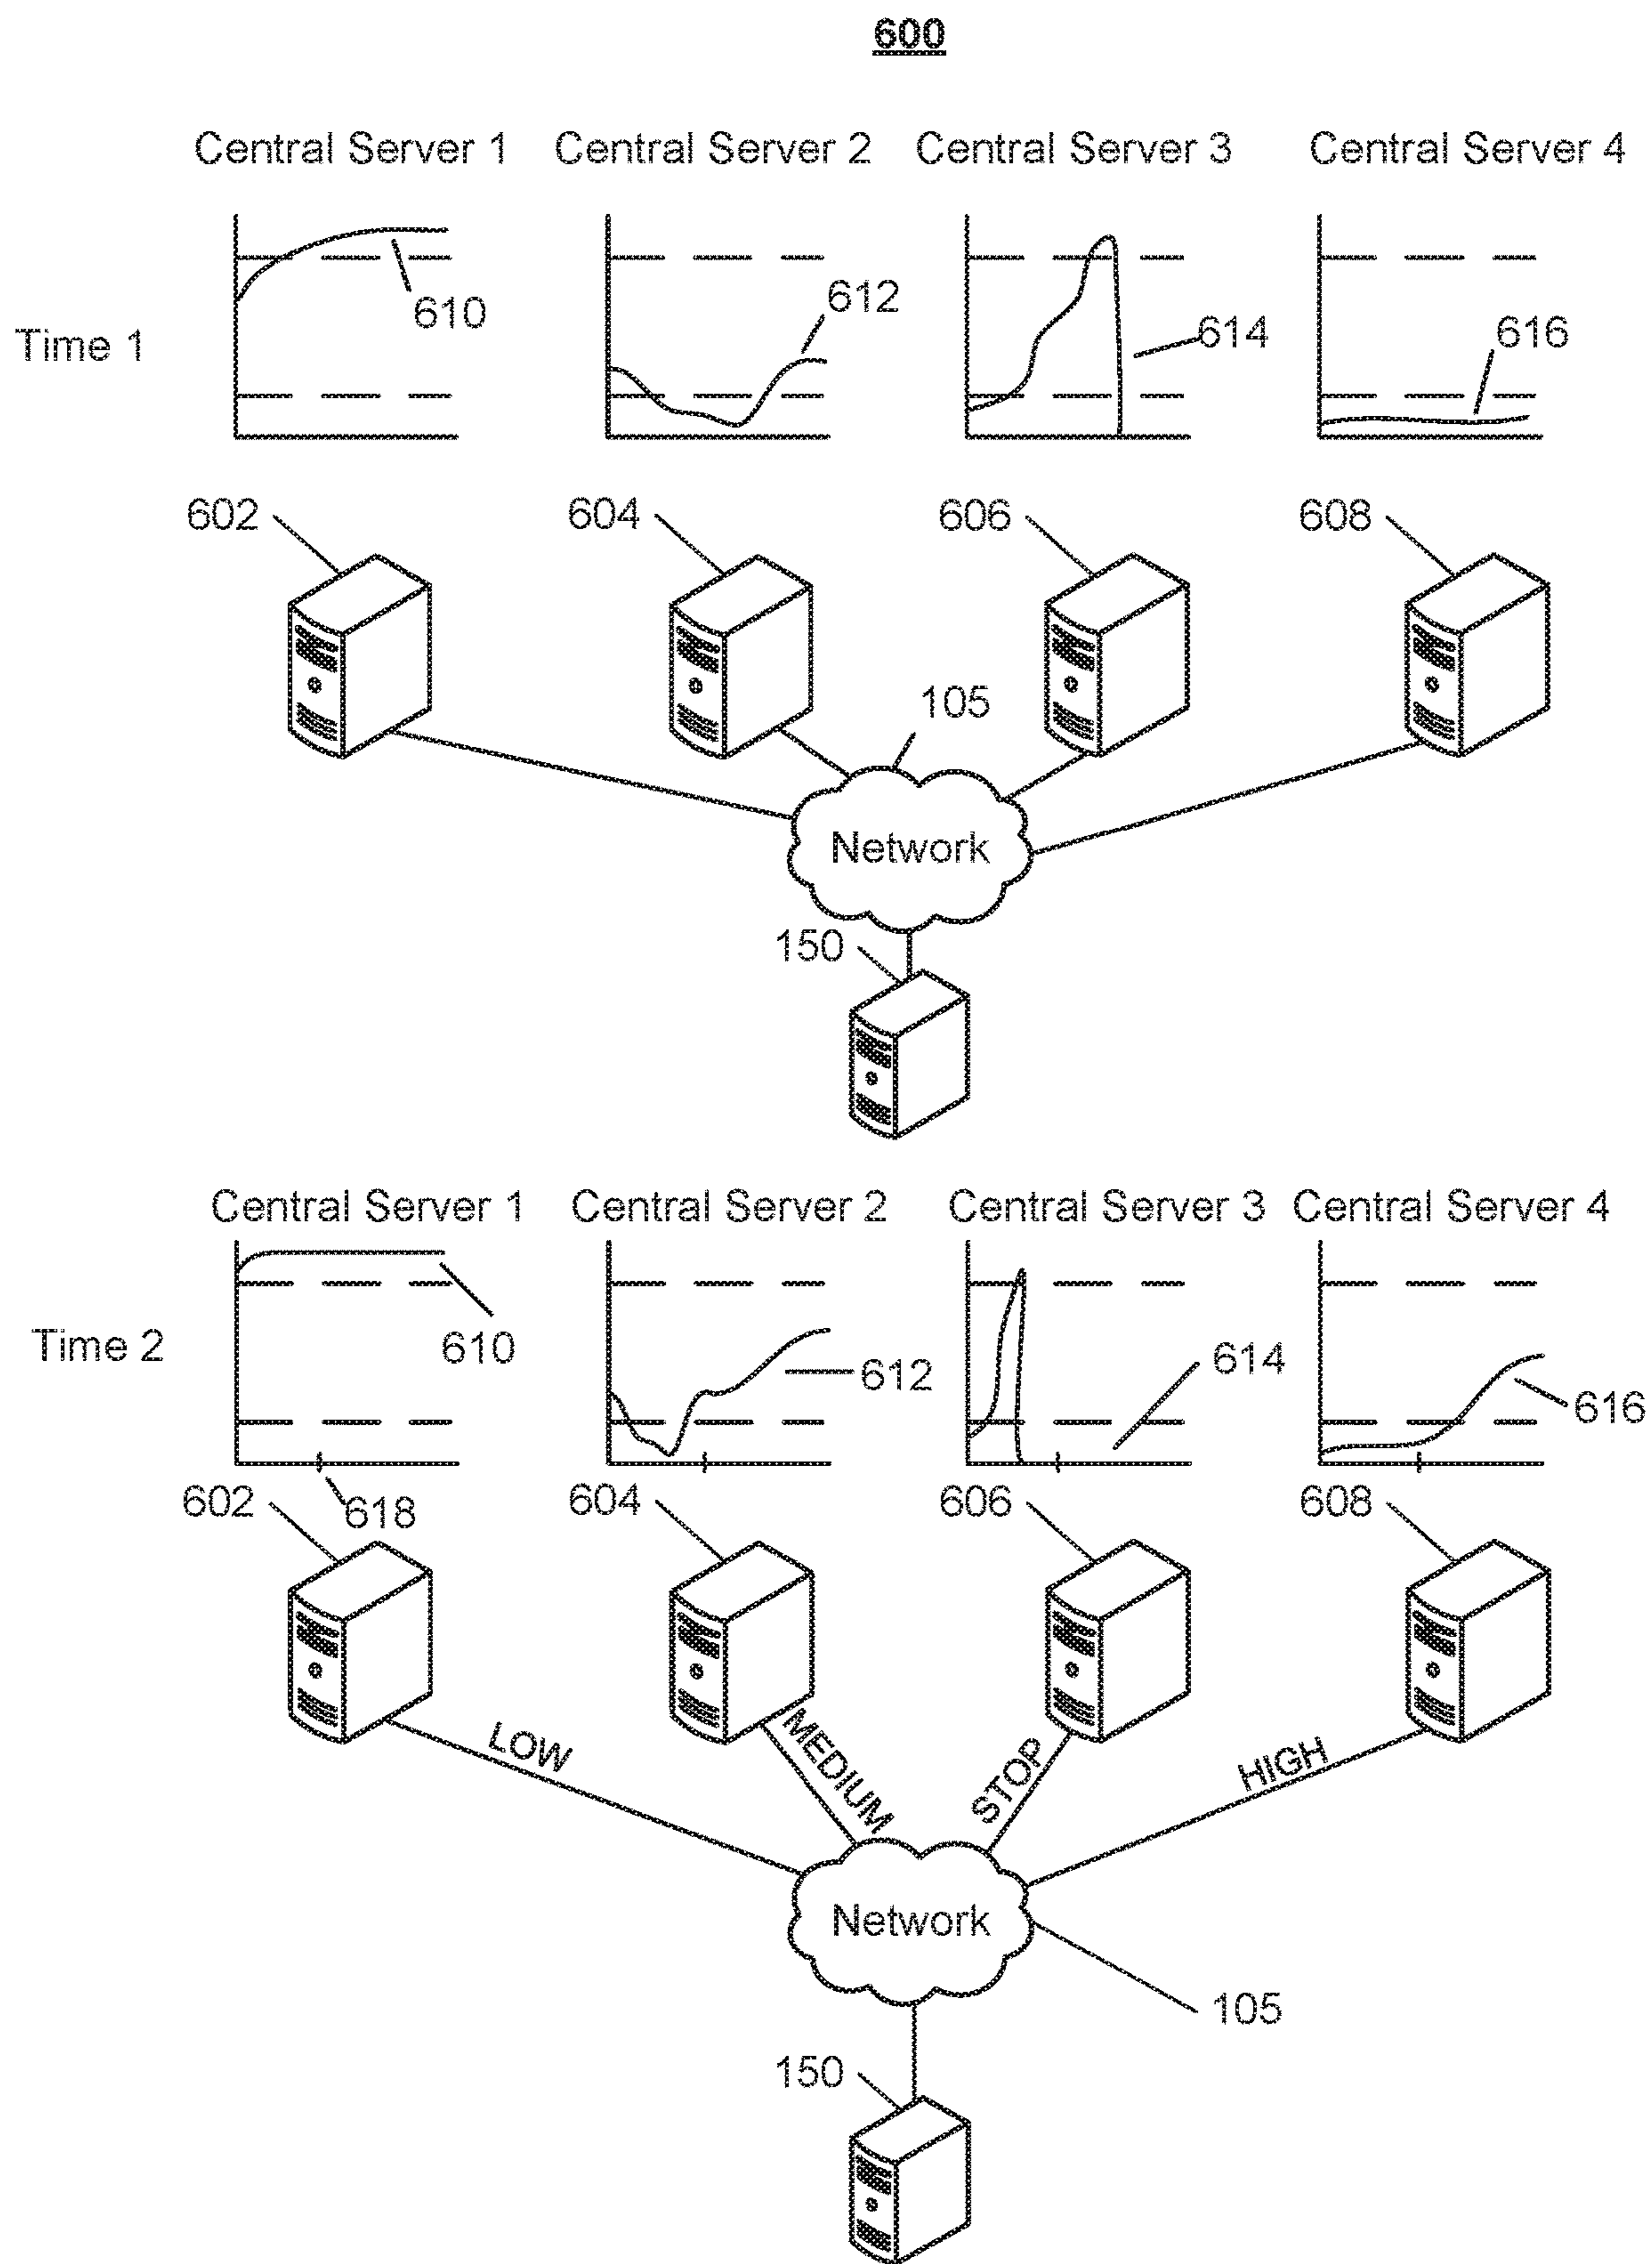 600
Central Server 1 Central Server 2 Central Server 3 Central Server 4
610
612
Time 1
614
616
602
604
606
608
105
Network
150
Central Server 1 Central Server 2 Central Server 3 Central Server 4
Time 2
610
612
614
616
618
602
604
606
608
LOW
MEDIUM
STOP
HIGH
Network
105
150